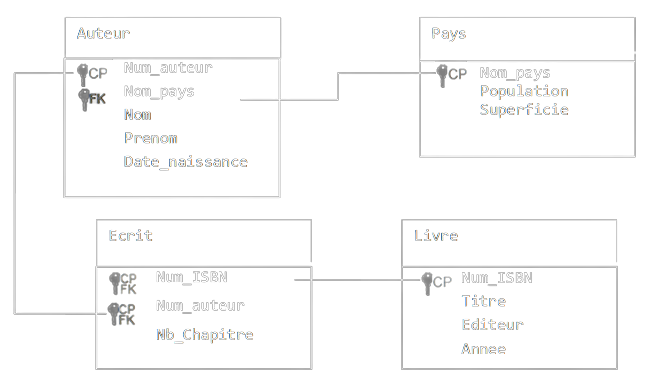 Auteur
CP Num_auteur
FK Nom_pays
Nom
Prenom
Date_naissance
Pays
CP Nom_pays
Population
Superficie
Ecrit
CP FK Num_ISBN
CP FK Num_auteur
Nb_Chapitre
Livre
CP Num_ISBN
Titre
Editeur
Annee